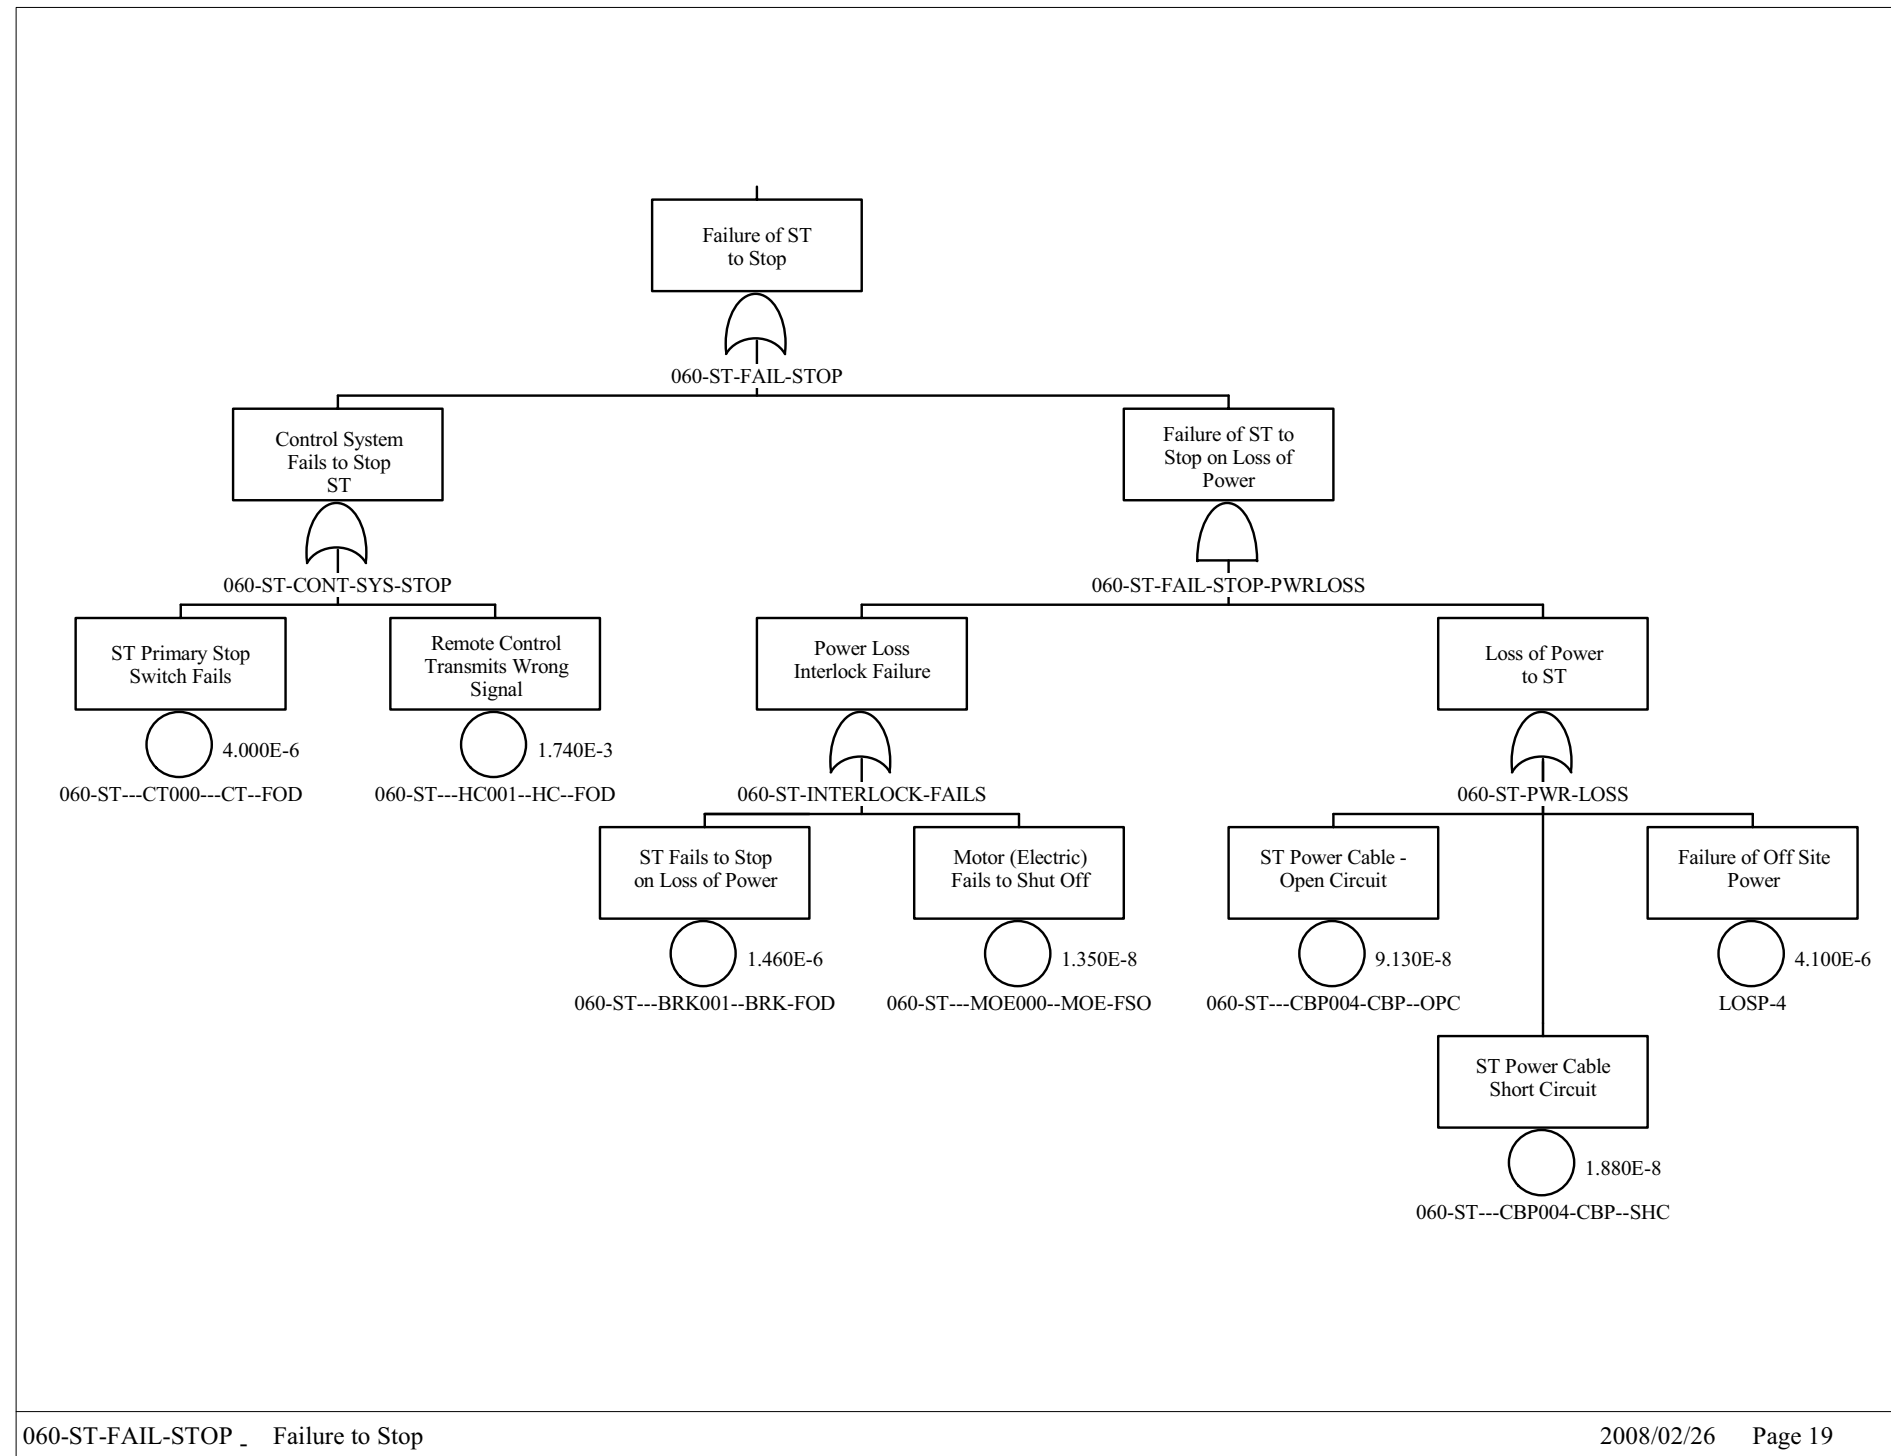 Failure of ST
to Stop
060-ST-FAIL-STOP
Control System
Fails to Stop
ST
060-ST-CONT-SYS-STOP
Failure of ST to
Stop on Loss of
Power
060-ST-FAIL-STOP-PWRLOSS
ST Primary Stop
Switch Fails
4.000E-6
060-ST---CT000---CT--FOD
Remote Control
Transmits Wrong
Signal
1.740E-3
060-ST---HC001--HC--FOD
Power Loss
Interlock Failure
060-ST-INTERLOCK-FAILS
Loss of Power
to ST
060-ST-PWR-LOSS
ST Fails to Stop
on Loss of Power
1.460E-6
060-ST---BRK001--BRK-FOD
Motor (Electric)
Fails to Shut Off
1.350E-8
060-ST---MOE000--MOE-FSO
ST Power Cable -
Open Circuit
9.130E-8
060-ST---CBP004-CBP--OPC
Failure of Off Site
Power
4.100E-6
LOSP-4
ST Power Cable
Short Circuit
1.880E-8
060-ST---CBP004-CBP--SHC
060-ST-FAIL-STOP _ Failure to Stop
2008/02/26 Page 19